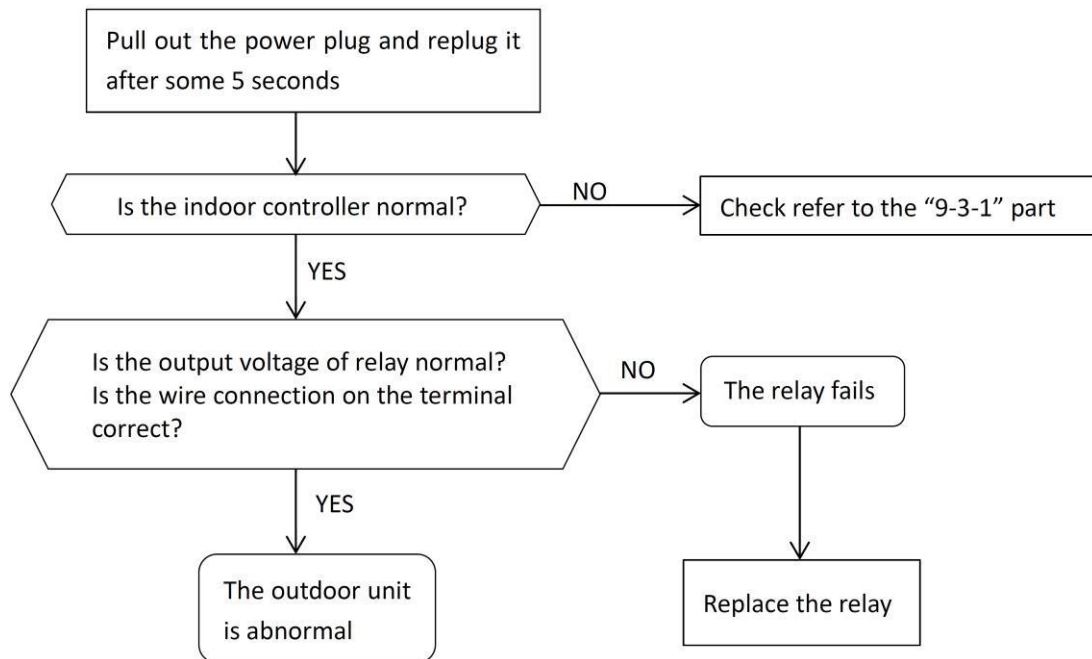 Pull out the power plug and replug it
after some 5 seconds
Is the indoor controller normal?
NO
Check refer to the “9-3-1” part
YES
Is the output voltage of relay normal?
Is the wire connection on the terminal
correct?
NO
The relay fails
YES
The outdoor unit
is abnormal
Replace the relay